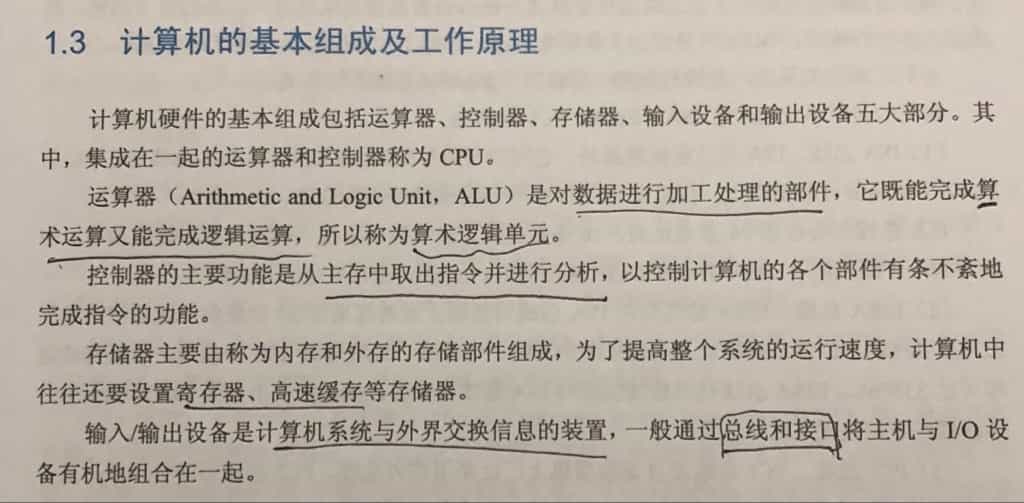 1.3 计算机的基本组成及工作原理
计算机硬件的基本组成包括运算器、控制器、存储器、输入设备和输出设备五大部分。其
中，集成在一起的运算器和控制器称为 CPU。
运算器（Arithmetic and Logic Unit，ALU）是对数据进行加工处理的部件，它既能完成算
术运算又能完成逻辑运算，所以称为算术逻辑单元。
控制器的主要功能是从主存中取出指令并进行分析，以控制计算机的各个部件有条不紊地
完成指令的功能。
存储器主要由称为内存和外存的存储部件组成，为了提高整个系统的运行速度，计算机中
往往还要设置寄存器、高速缓存等存储器。
输入/输出设备是计算机系统与外界交换信息的装置，一般通过总线和接口将主机与 I/O 设
备有机地组合在一起。